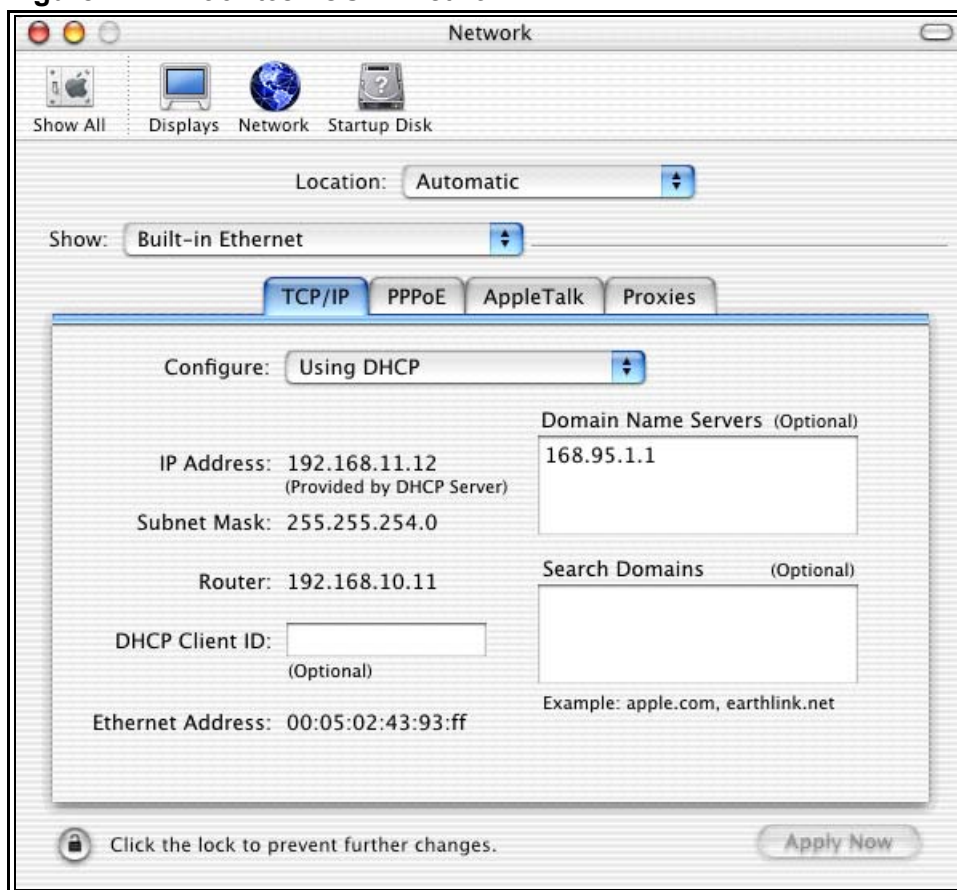 Network
Show All
Displays
Network
Startup Disk
Location: Automatic
Show: Built-in Ethernet
TCP/IP
PPPoE
AppleTalk
Proxies
Configure: Using DHCP
Domain Name Servers (Optional)
168.95.1.1
IP Address: 192.168.11.12
(Provided by DHCP Server)
Subnet Mask: 255.255.254.0
Router: 192.168.10.11
Search Domains (Optional)
DHCP Client ID:
(Optional)
Example: apple.com, earthlink.net
Ethernet Address: 00:05:02:43:93:ff
Click the lock to prevent further changes.
Apply Now